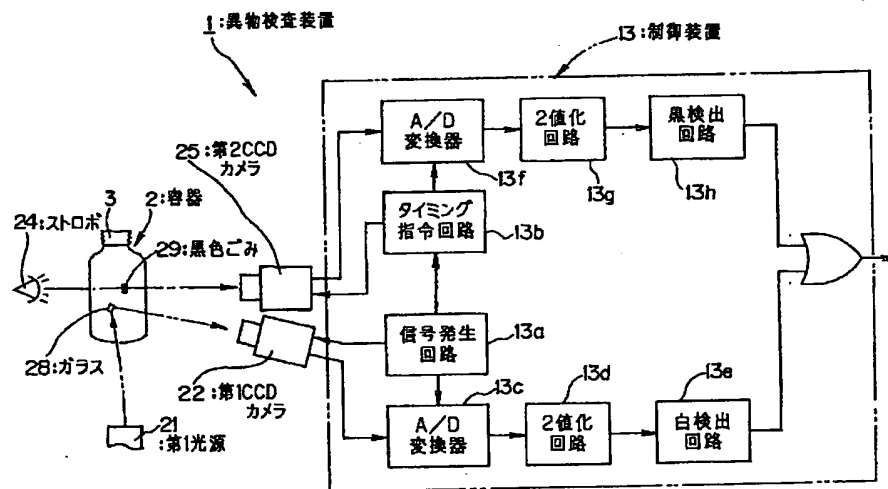 1:異物検査装置
13:制御装置
A/D
変換器
2値化
回路
黒検出
回路
25:第2CCD
カメラ
13f
13g
13h
3
2:容器
タイミング
指令回路
13b
24:ストロボ
29:黒色ごみ
信号発生
回路
13a
28:ガラス
22:第1CCD
カメラ
13c
13d
13e
A/D
変換器
2値化
回路
白検出
回路
21
:第1光源